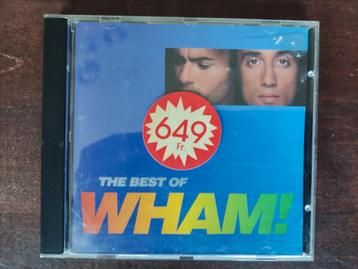 649
Fr.
THE BEST OF
WHAM!